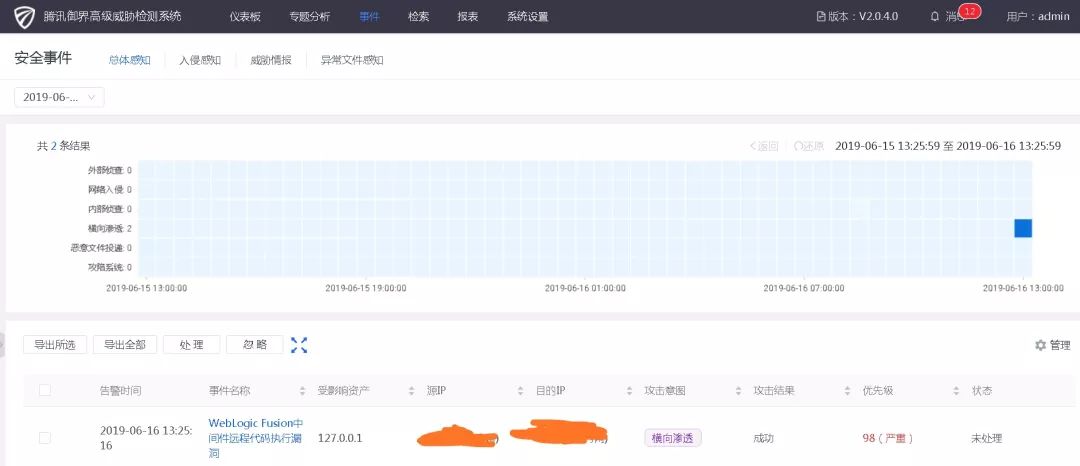 腾讯御界高级威胁检测系统 仪表板 专题分析 事件 检索 报表 系统设置 版本：V2.0.4.0 消息 12 用户：admin
安全事件 总体感知 入侵感知 威胁情报 异常文件感知
2019-06-...
共 2 条结果 返回 还原 2019-06-15 13:25:59 至 2019-06-16 13:25:59
外部侦查: 0
网络入侵: 0
内部侦查: 0
横向渗透: 2
恶意文件投递: 0
攻陷系统: 0
2019-06-15 13:00:00 2019-06-15 19:00:00 2019-06-16 01:00:00 2019-06-16 07:00:00 2019-06-16 13:00:00
导出所选 导出全部 处 理 忽 略 管理
告警时间 事件名称 受影响资产 源IP 目的IP 攻击意图 攻击结果 优先级 状态
2019-06-16 13:25:
16
WebLogic Fusion中
间件远程代码执行漏
洞
127.0.0.1 横向渗透 成功 98（严重） 未处理